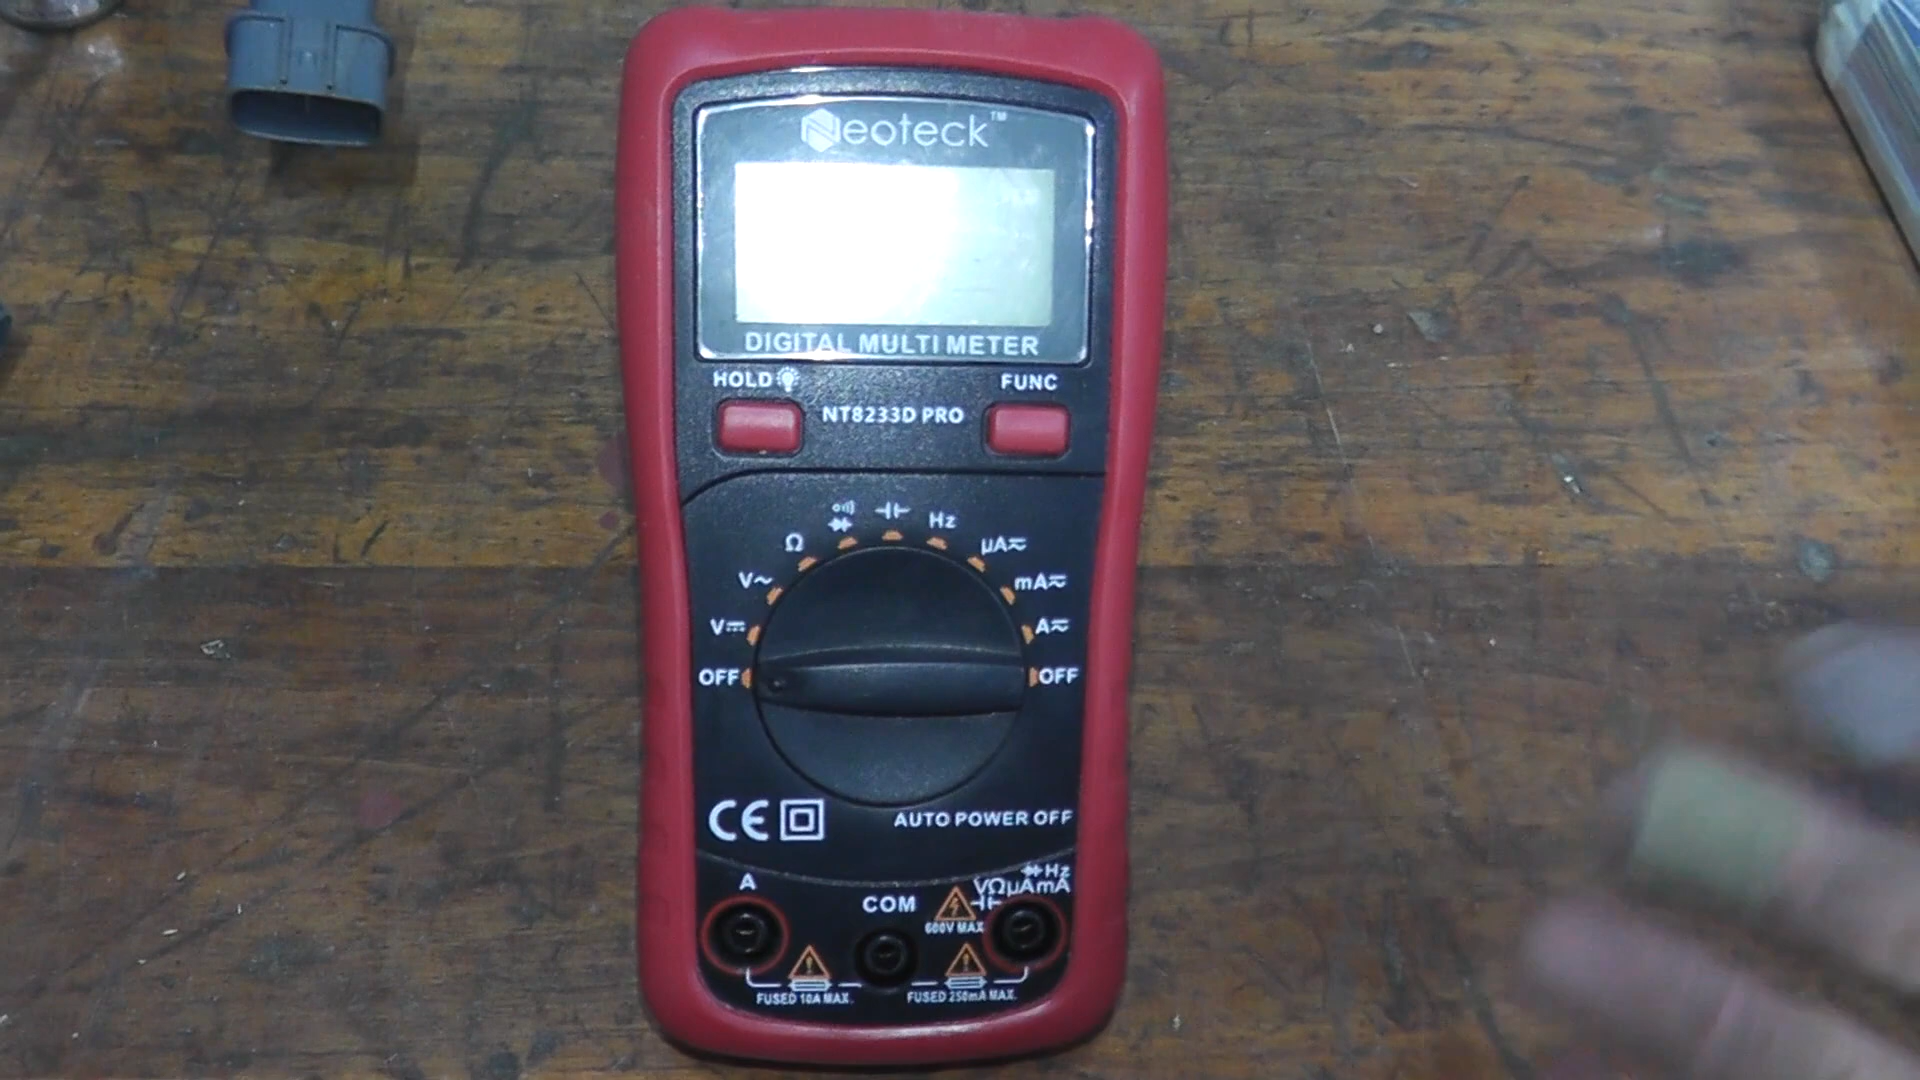 Neoteck™
DIGITAL MULTI METER
HOLD
FUNC
NT8233D PRO
Hz
Ω
µA
V~
mA
V
A
OFF
OFF
CE
AUTO POWER OFF
A
Hz
VΩµAmA
COM
600V MAX
FUSED 10A MAX.
FUSED 250mA MAX.